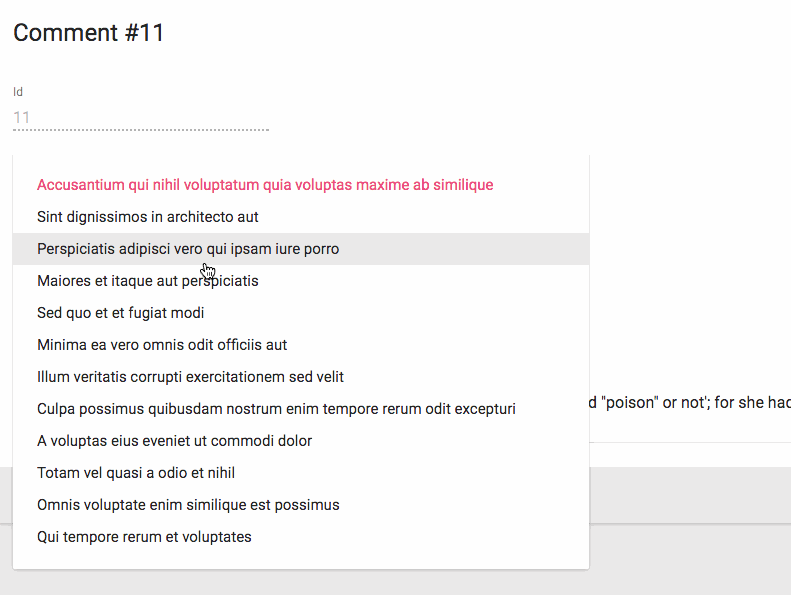 Comment #11
Id
11
Accusantium qui nihil voluptatum quia voluptas maxime ab similique
Sint dignissimos in architecto aut
Perspiciatis adipisci vero qui ipsam iure porro
Maiores et itaque aut perspiciatis
Sed quo et et fugiat modi
Minima ea vero omnis odit officiis aut
Illum veritatis corrupti exercitationem sed velit
d "poison" or not'; for she had
Culpa possimus quibusdam nostrum enim tempore rerum odit excepturi
A voluptas eius eveniet ut commodi dolor
Totam vel quasi a odio et nihil
Omnis voluptate enim similique est possimus
Qui tempore rerum et voluptates